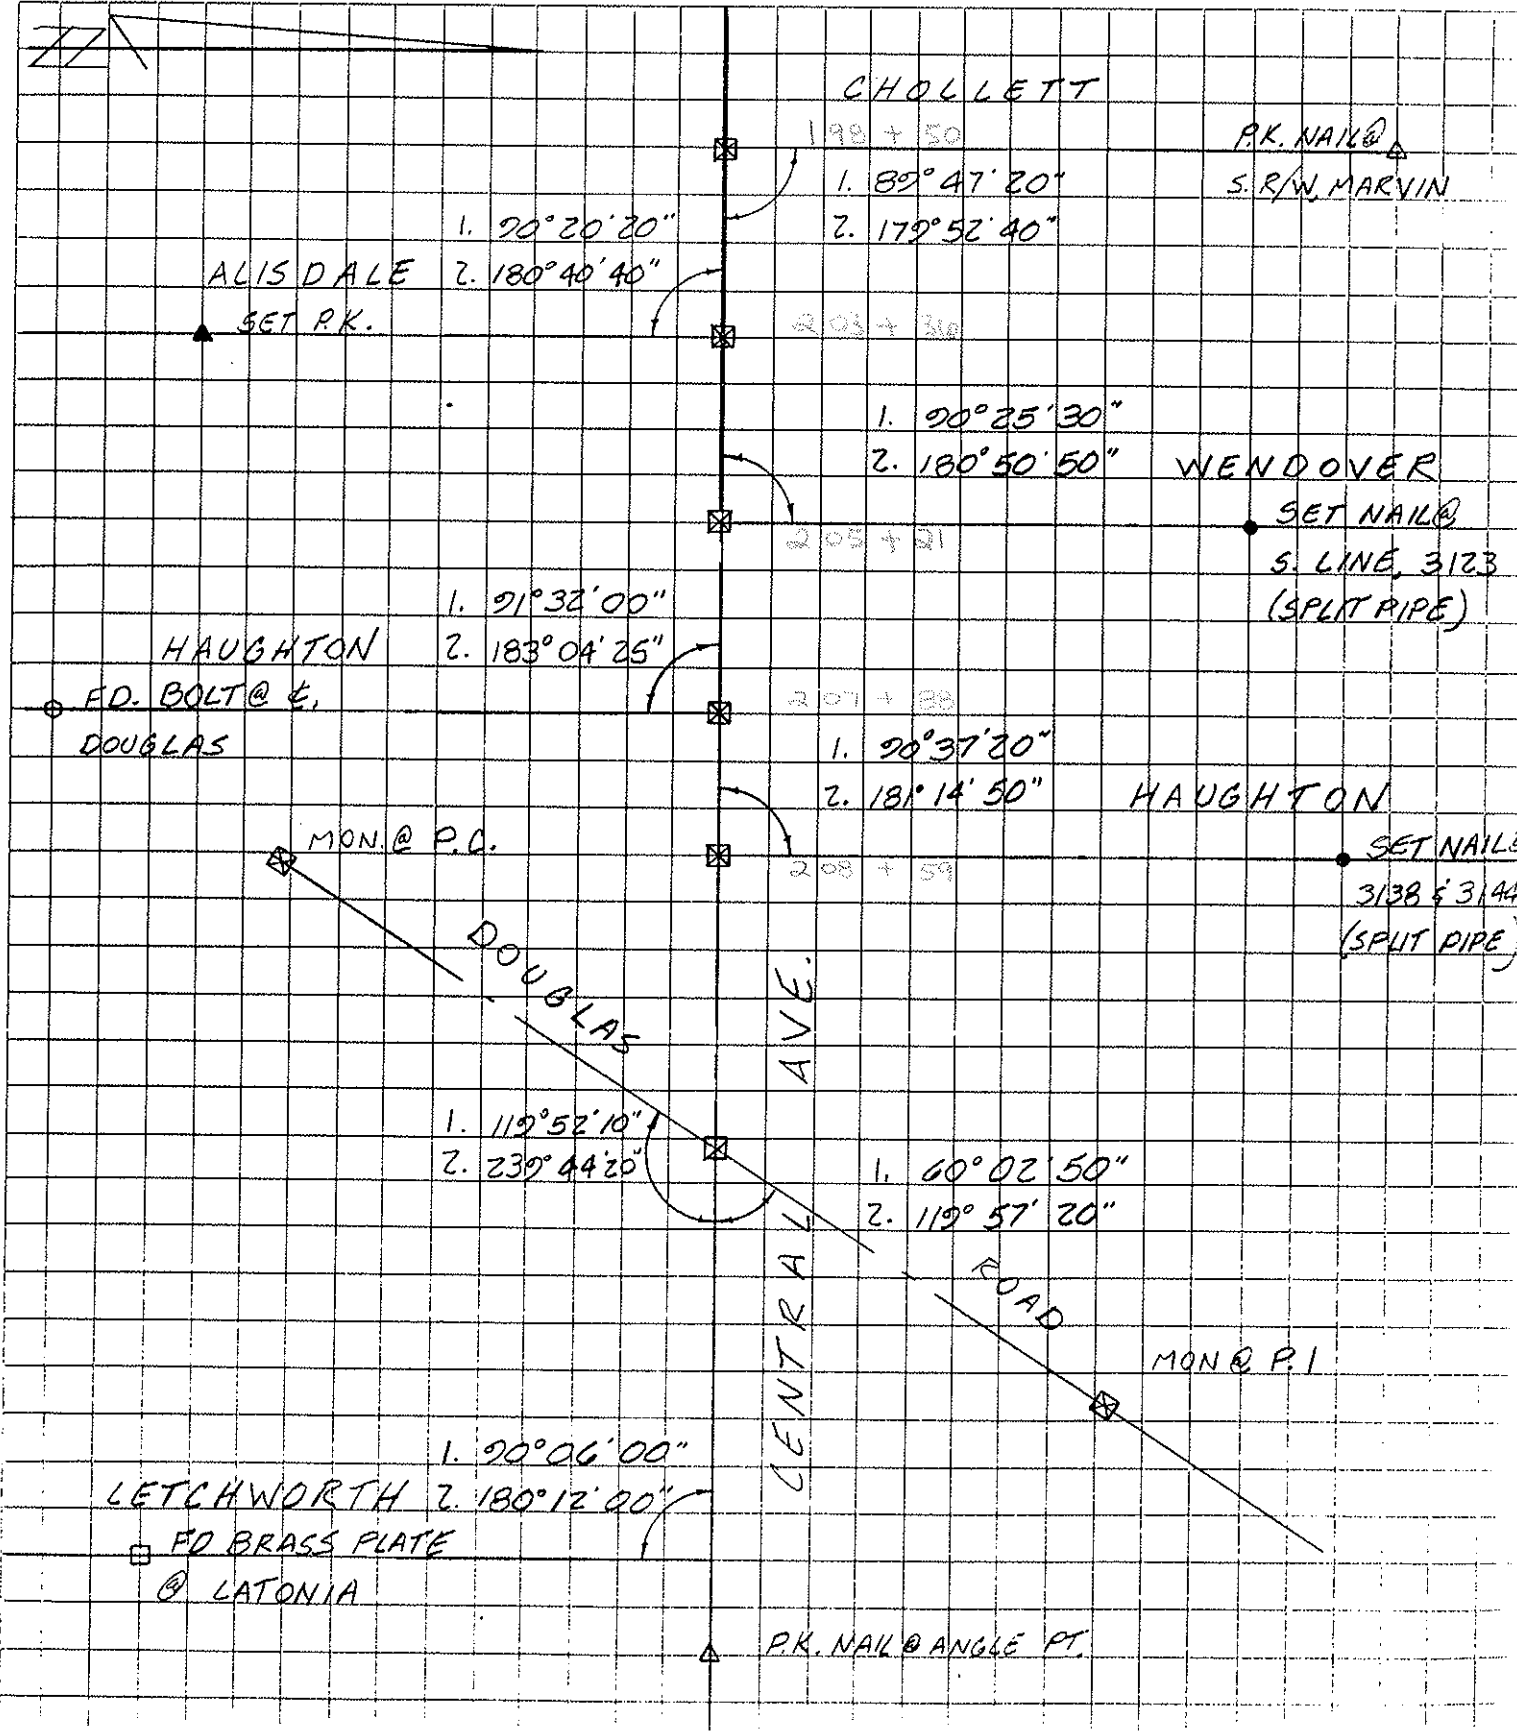 CHOLLETT
198 + 50
P.K. NAIL @
S. R/W, MARVIN
1. 89°47'20"
2. 179°52'40"
1. 90°20'20"
ALISDALE 2. 180°40'40"
SET P.K.
203 + 36
1. 90°25'30"
2. 180°50'50"
WENDOVER
SET NAIL @
S. LINE, 3123
(SPLIT PIPE)
205 + 21
1. 91°32'00"
HAUGHTON 2. 183°04'25"
FD. BOLT @ ℄,
DOUGLAS
207 + 88
1. 90°37'20"
2. 181°14'50"
HAUGHTON
SET NAIL @
3138 & 3144
(SPLIT PIPE)
208 + 59
MON. @ P.C.
DOUGLAS
ROAD
CENTRAL AVE.
1. 119°52'10"
2. 239°44'20"
1. 60°02'50"
2. 119°57'20"
MON @ P.I
1. 90°06'00"
LETCHWORTH 2. 180°12'00"
FD BRASS PLATE
@ LATONIA
P.K. NAIL @ ANGLE PT.